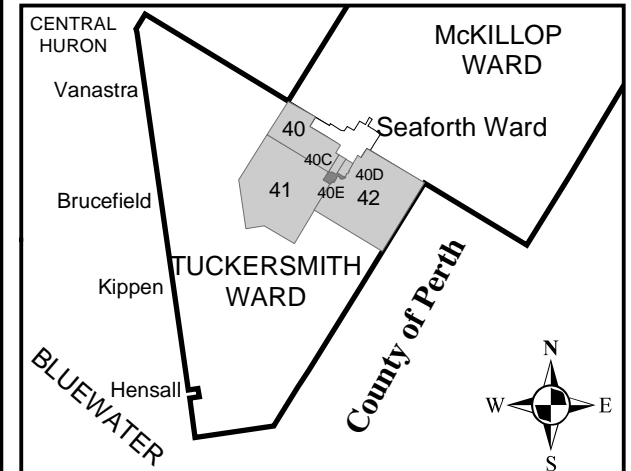 CENTRAL
HURON
McKILLOP
WARD
Vanastra
Seaforth Ward
40
40C
40D
40E
41
42
Brucefield
TUCKERSMITH
WARD
Kippen
County of Perth
BLUEWATER
Hensall
N
W
E
S